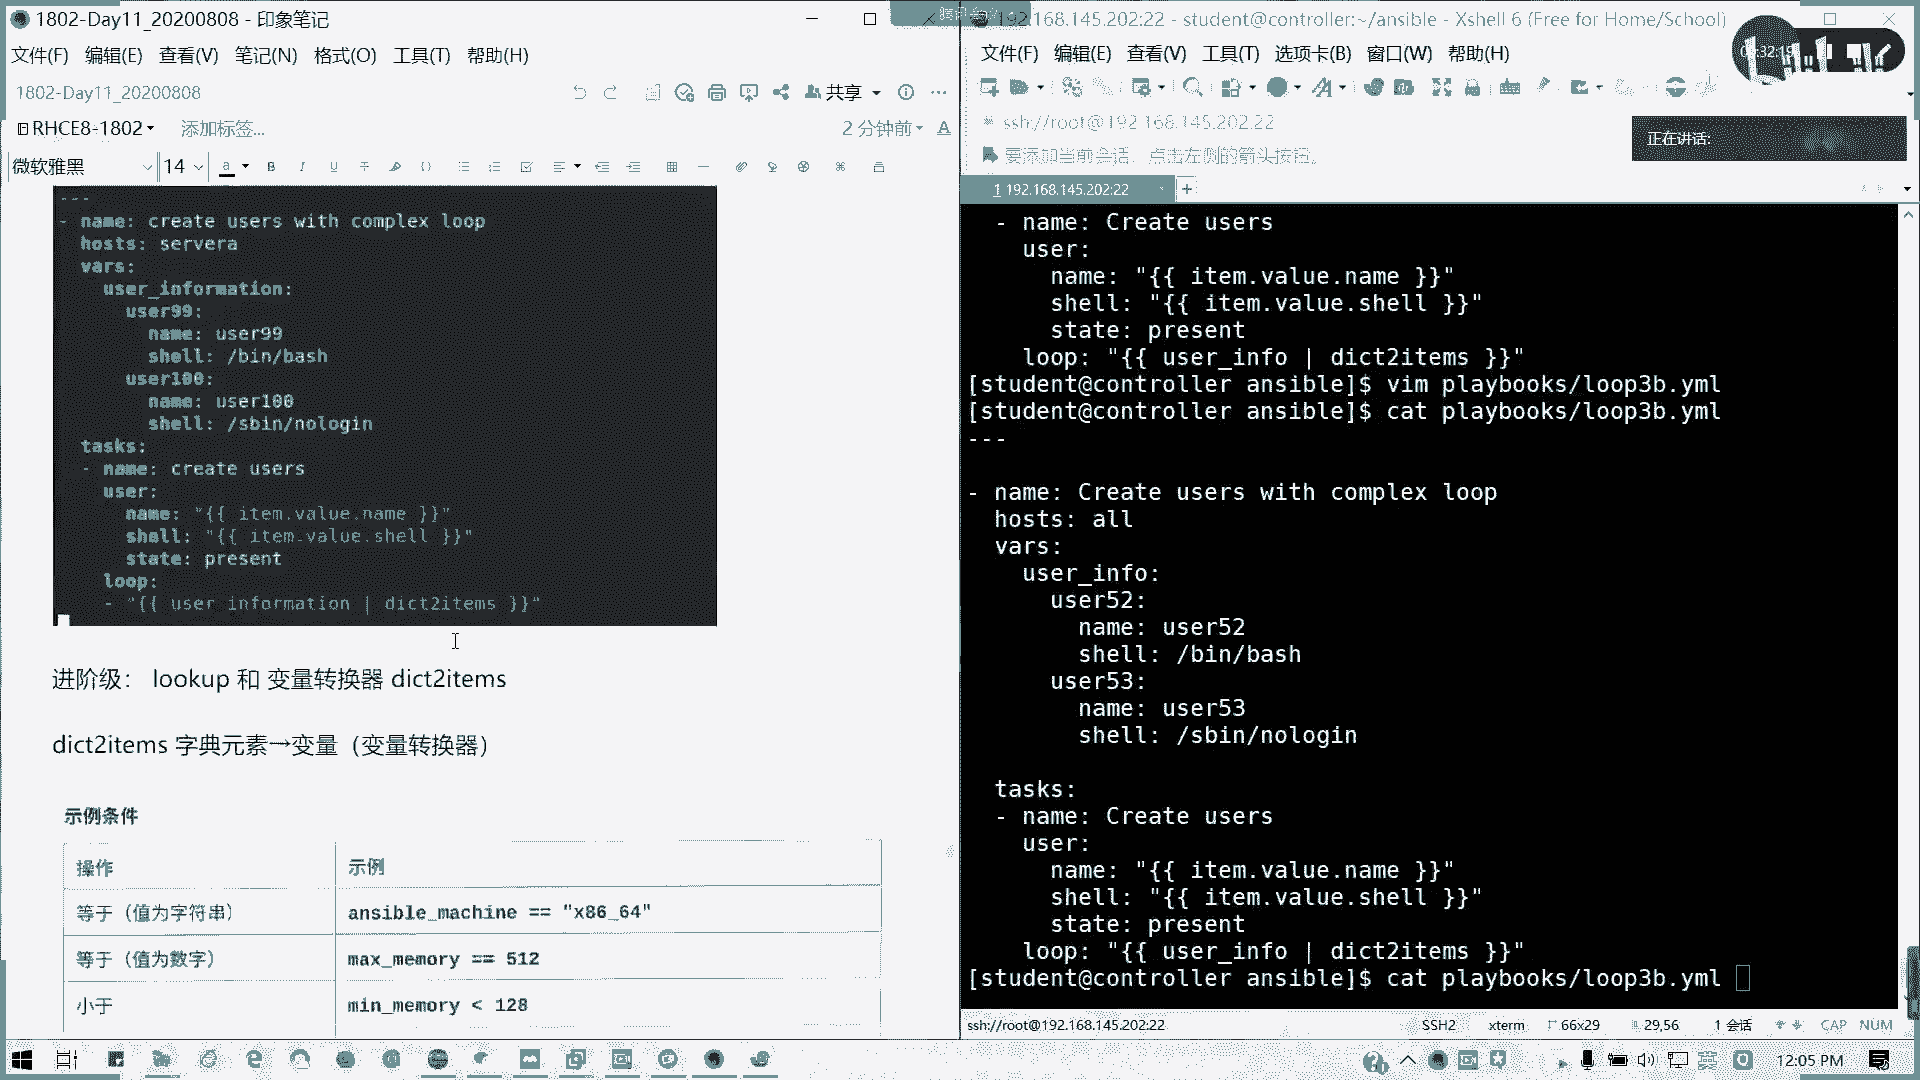 1802-Day11_20200808 - 印象笔记
文件(F) 编辑(E) 查看(V) 笔记(N) 格式(O) 工具(T) 帮助(H)
1802-Day11_20200808
共享
RHCE8-1802
添加标签...
2 分钟前
微软雅黑
14
---
- name: create users with complex loop
hosts: servera
vars:
user_information:
user99:
name: user99
shell: /bin/bash
user100:
name: user100
shell: /sbin/nologin
tasks:
- name: create users
user:
name: "{{ item.value.name }}"
shell: "{{ item.value.shell }}"
state: present
loop:
- "{{ user_information | dict2items }}"
进阶级： lookup 和 变量转换器 dict2items
dict2items 字典元素→变量（变量转换器）
示例条件
操作 示例
等于（值为字符串） ansible_machine == "x86_64"
等于（值为数字） max_memory == 512
小于 min_memory < 128
192.168.145.202:22 - student@controller:~/ansible - Xshell 6 (Free for Home/School)
文件(F) 编辑(E) 查看(V) 工具(T) 选项卡(B) 窗口(W) 帮助(H)
ssh://root@192.168.145.202:22
要添加当前会话，点击左侧的箭头按钮。
正在讲话:
1 192.168.145.202:22
- name: Create users
user:
name: "{{ item.value.name }}"
shell: "{{ item.value.shell }}"
state: present
loop: "{{ user_info | dict2items }}"
[student@controller ansible]$ vim playbooks/loop3b.yml
[student@controller ansible]$ cat playbooks/loop3b.yml
---
- name: Create users with complex loop
hosts: all
vars:
user_info:
user52:
name: user52
shell: /bin/bash
user53:
name: user53
shell: /sbin/nologin
tasks:
- name: Create users
user:
name: "{{ item.value.name }}"
shell: "{{ item.value.shell }}"
state: present
loop: "{{ user_info | dict2items }}"
[student@controller ansible]$ cat playbooks/loop3b.yml
ssh://root@192.168.145.202:22
SSH2 xterm 66x29 29,56 1 会话 CAP NUM
12:05 PM